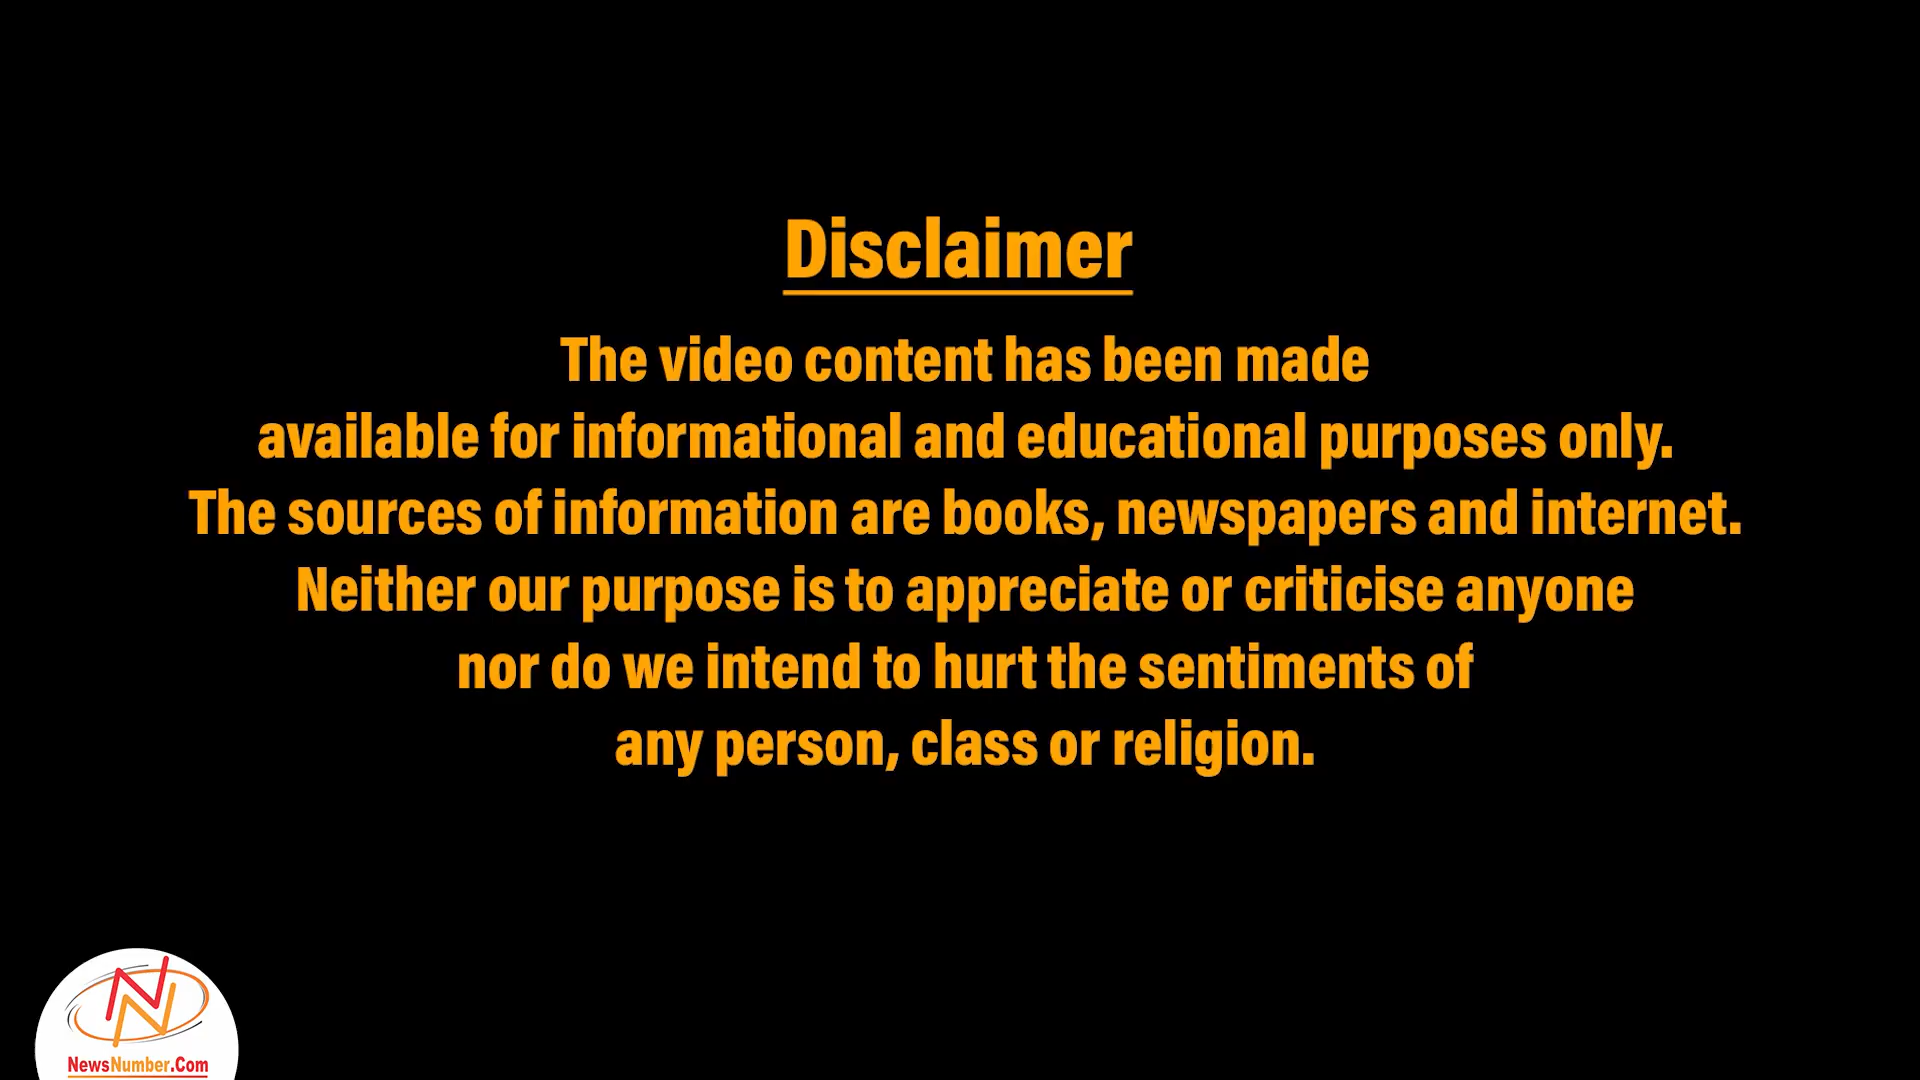 Disclaimer
The video content has been made
available for informational and educational purposes only.
The sources of information are books, newspapers and internet.
Neither our purpose is to appreciate or criticise anyone
nor do we intend to hurt the sentiments of
any person, class or religion.
NN
NewsNumber.Com